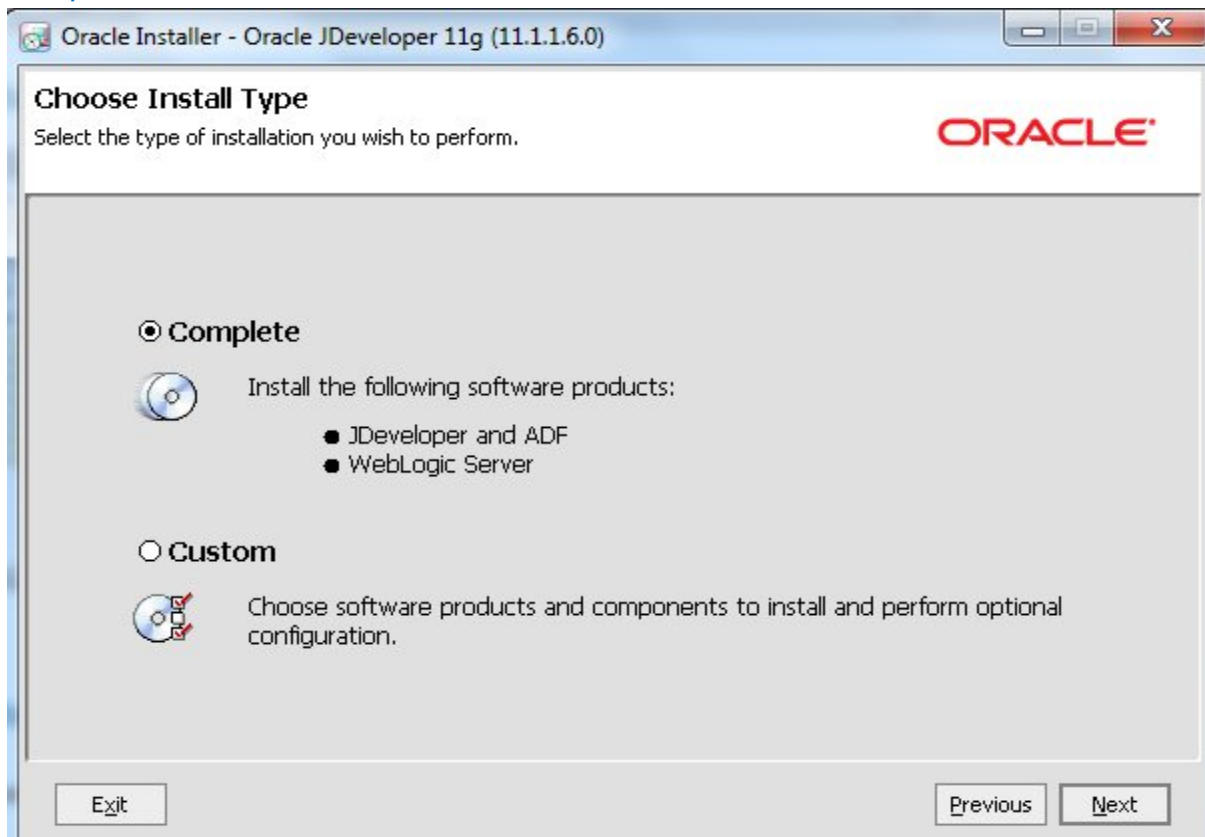 Oracle Installer - Oracle JDeveloper 11g (11.1.1.6.0)
Choose Install Type
Select the type of installation you wish to perform.
ORACLE
Complete
Install the following software products:
JDeveloper and ADF
WebLogic Server
Custom
Choose software products and components to install and perform optional
configuration.
Exit
Previous
Next